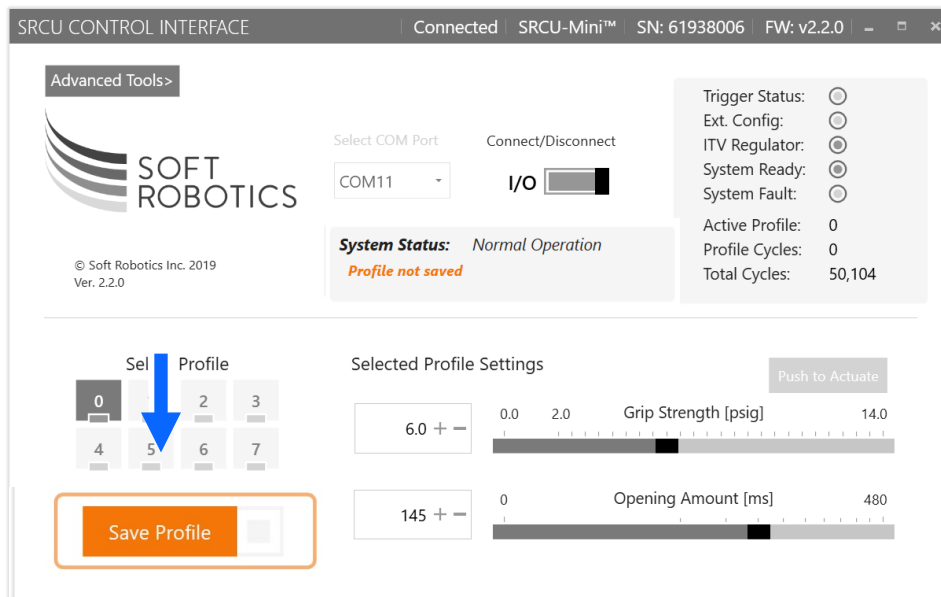 SRCU CONTROL INTERFACE Connected SRCU-Mini™ SN: 61938006 FW: v2.2.0
Advanced Tools>
SOFT
ROBOTICS
© Soft Robotics Inc. 2019
Ver. 2.2.0
Select COM Port
COM11
Connect/Disconnect
I/O
System Status: Normal Operation
Profile not saved
Trigger Status:
Ext. Config:
ITV Regulator:
System Ready:
System Fault:
Active Profile: 0
Profile Cycles: 0
Total Cycles: 50,104
Profile
0 2 3
4 5 6 7
Save Profile
Selected Profile Settings
Push to Actuate
6.0 + −
0.0 2.0 Grip Strength [psig] 14.0
145 + −
0 Opening Amount [ms] 480